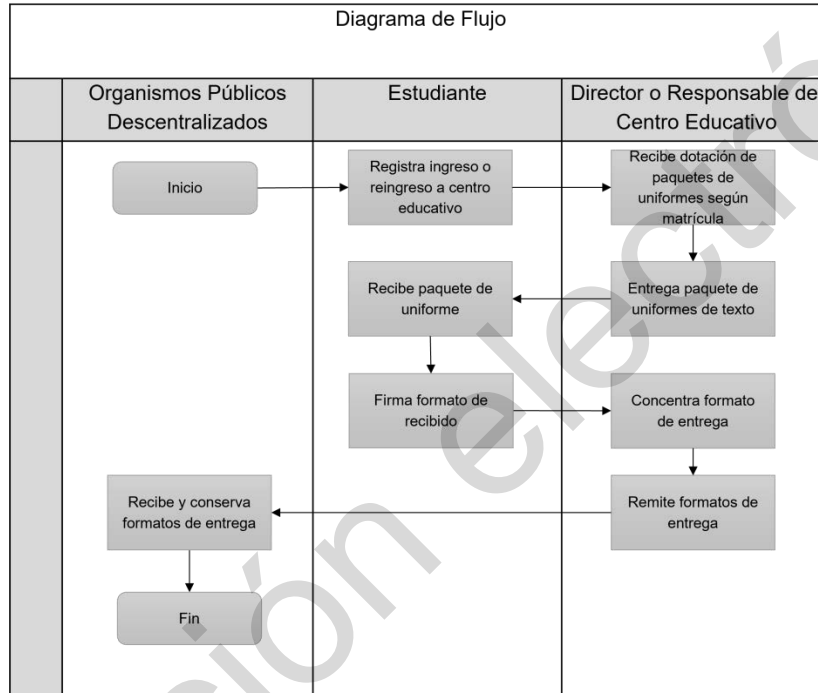 Diagrama de Flujo
Organismos Públicos
Descentralizados
Estudiante
Director o Responsable de
Centro Educativo
Inicio
Registra ingreso o
reingreso a centro
educativo
Recibe dotación de
paquetes de
uniformes según
matrícula
Recibe paquete de
uniforme
Entrega paquete de
uniformes de texto
Firma formato de
recibido
Concentra formato
de entrega
Recibe y conserva
formatos de entrega
Remite formatos de
entrega
Fin
sión electró